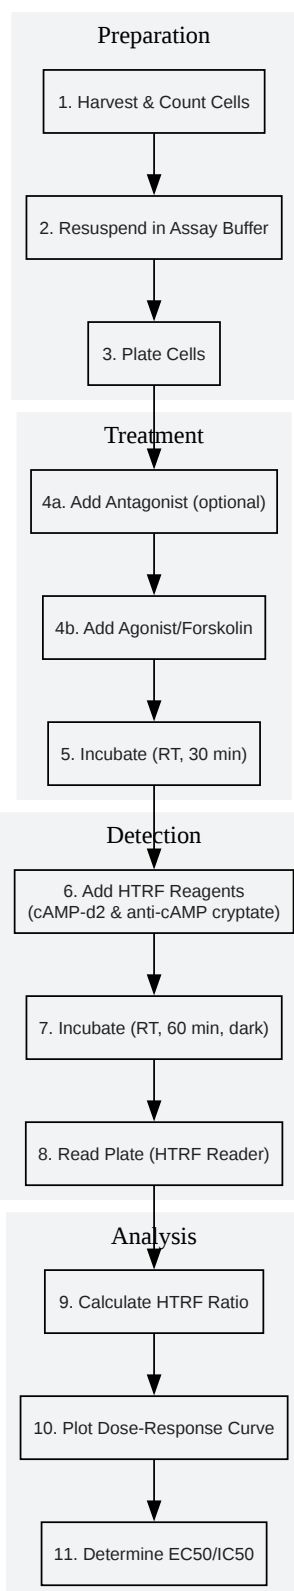 Preparation
1. Harvest & Count Cells
2. Resuspend in Assay Buffer
3. Plate Cells
Treatment
4a. Add Antagonist (optional)
4b. Add Agonist/Forskolin
5. Incubate (RT, 30 min)
Detection
6. Add HTRF Reagents
(cAMP-d2 & anti-cAMP cryptate)
7. Incubate (RT, 60 min, dark)
8. Read Plate (HTRF Reader)
Analysis
9. Calculate HTRF Ratio
10. Plot Dose-Response Curve
11. Determine EC50/IC50